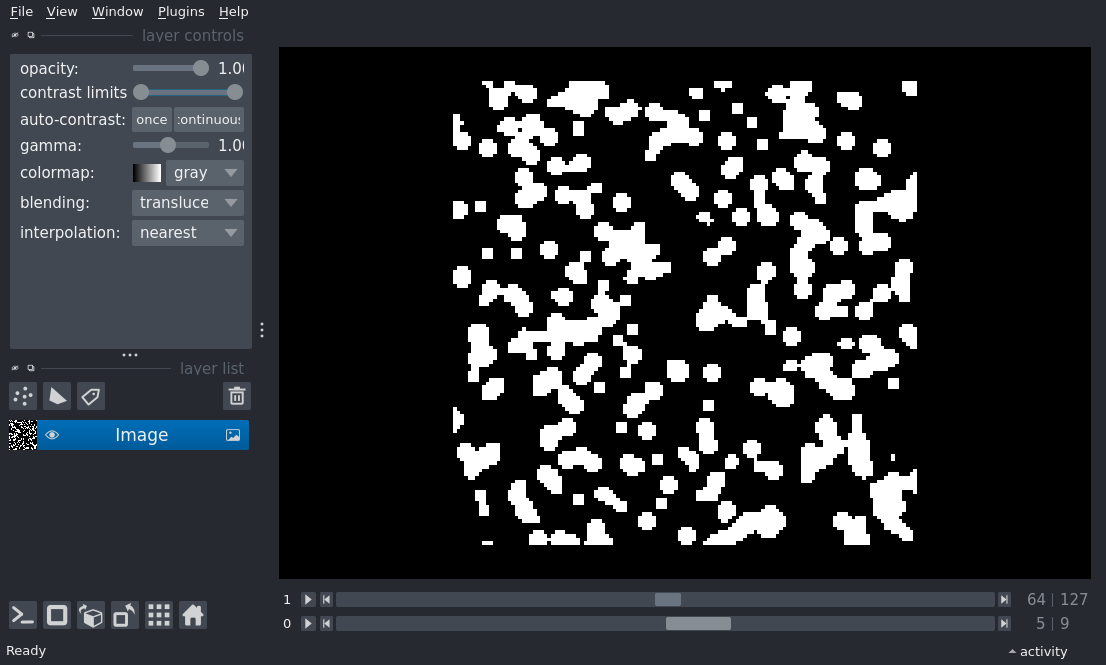 File View Window Plugins Help
layer controls
opacity: 1.00
contrast limits
auto-contrast: once continuous
gamma: 1.00
colormap: gray
blending: transluce
interpolation: nearest
layer list
Image
1 64 | 127
0 5 | 9
Ready activity